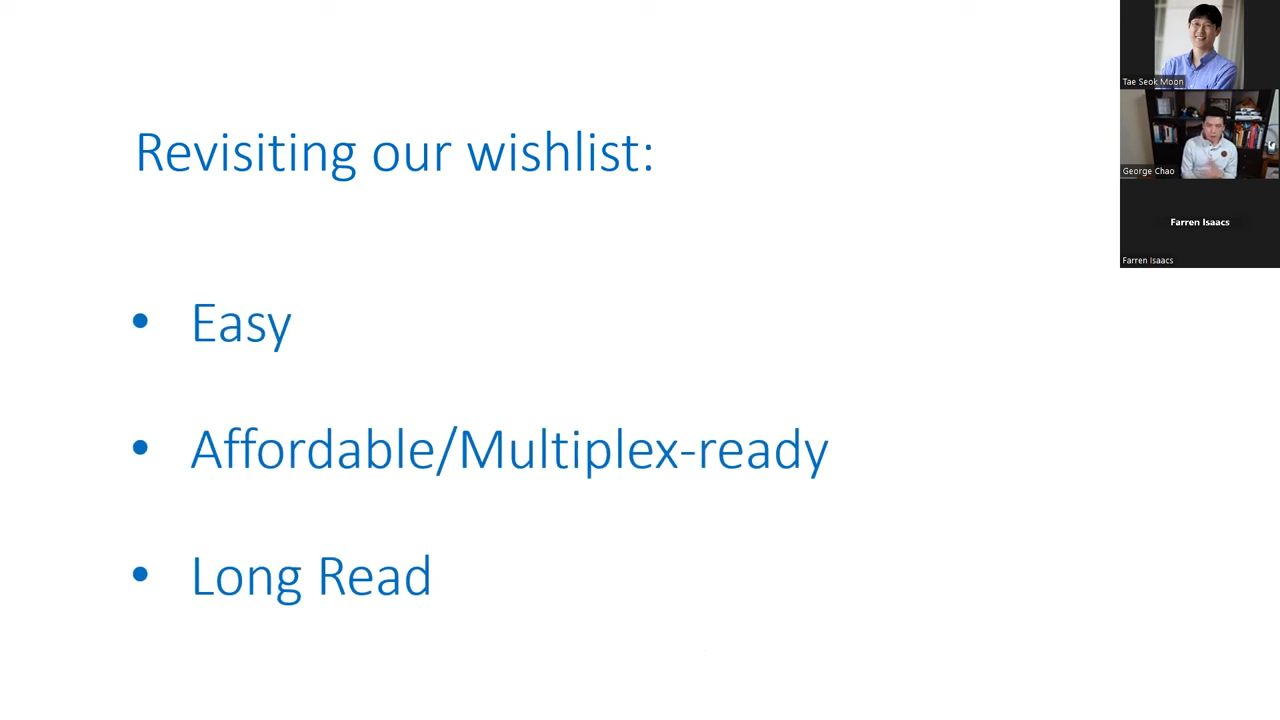 Revisiting our wishlist:
• Easy
• Affordable/Multiplex-ready
• Long Read
Tae Seok Moon
George Chao
Farren Isaacs
Farren Isaacs